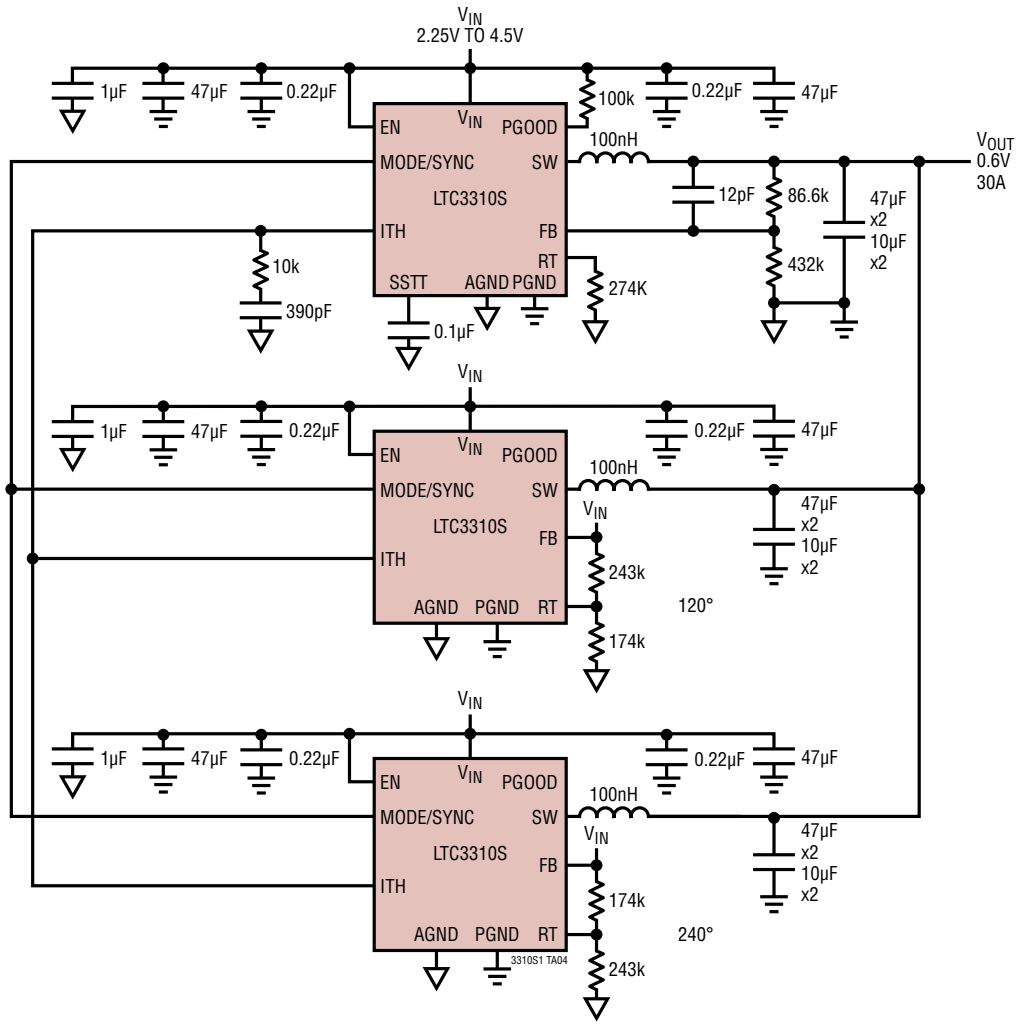 VIN
2.25V TO 4.5V
1µF
47µF
0.22µF
100k
0.22µF
47µF
EN
VIN
PGOOD
100nH
MODE/SYNC
SW
LTC3310S
VOUT
0.6V
30A
12pF
86.6k
47µF
x2
10µF
x2
ITH
FB
10k
RT
432k
SSTT
AGND
PGND
274K
390pF
0.1µF
VIN
1µF
47µF
0.22µF
0.22µF
47µF
EN
VIN
PGOOD
100nH
MODE/SYNC
SW
VIN
47µF
x2
10µF
x2
LTC3310S
FB
ITH
243k
AGND
PGND
RT
120°
174k
VIN
1µF
47µF
0.22µF
0.22µF
47µF
EN
VIN
PGOOD
100nH
MODE/SYNC
SW
VIN
47µF
x2
10µF
x2
LTC3310S
FB
ITH
174k
AGND
PGND
RT
240°
3310S1 TA04
243k